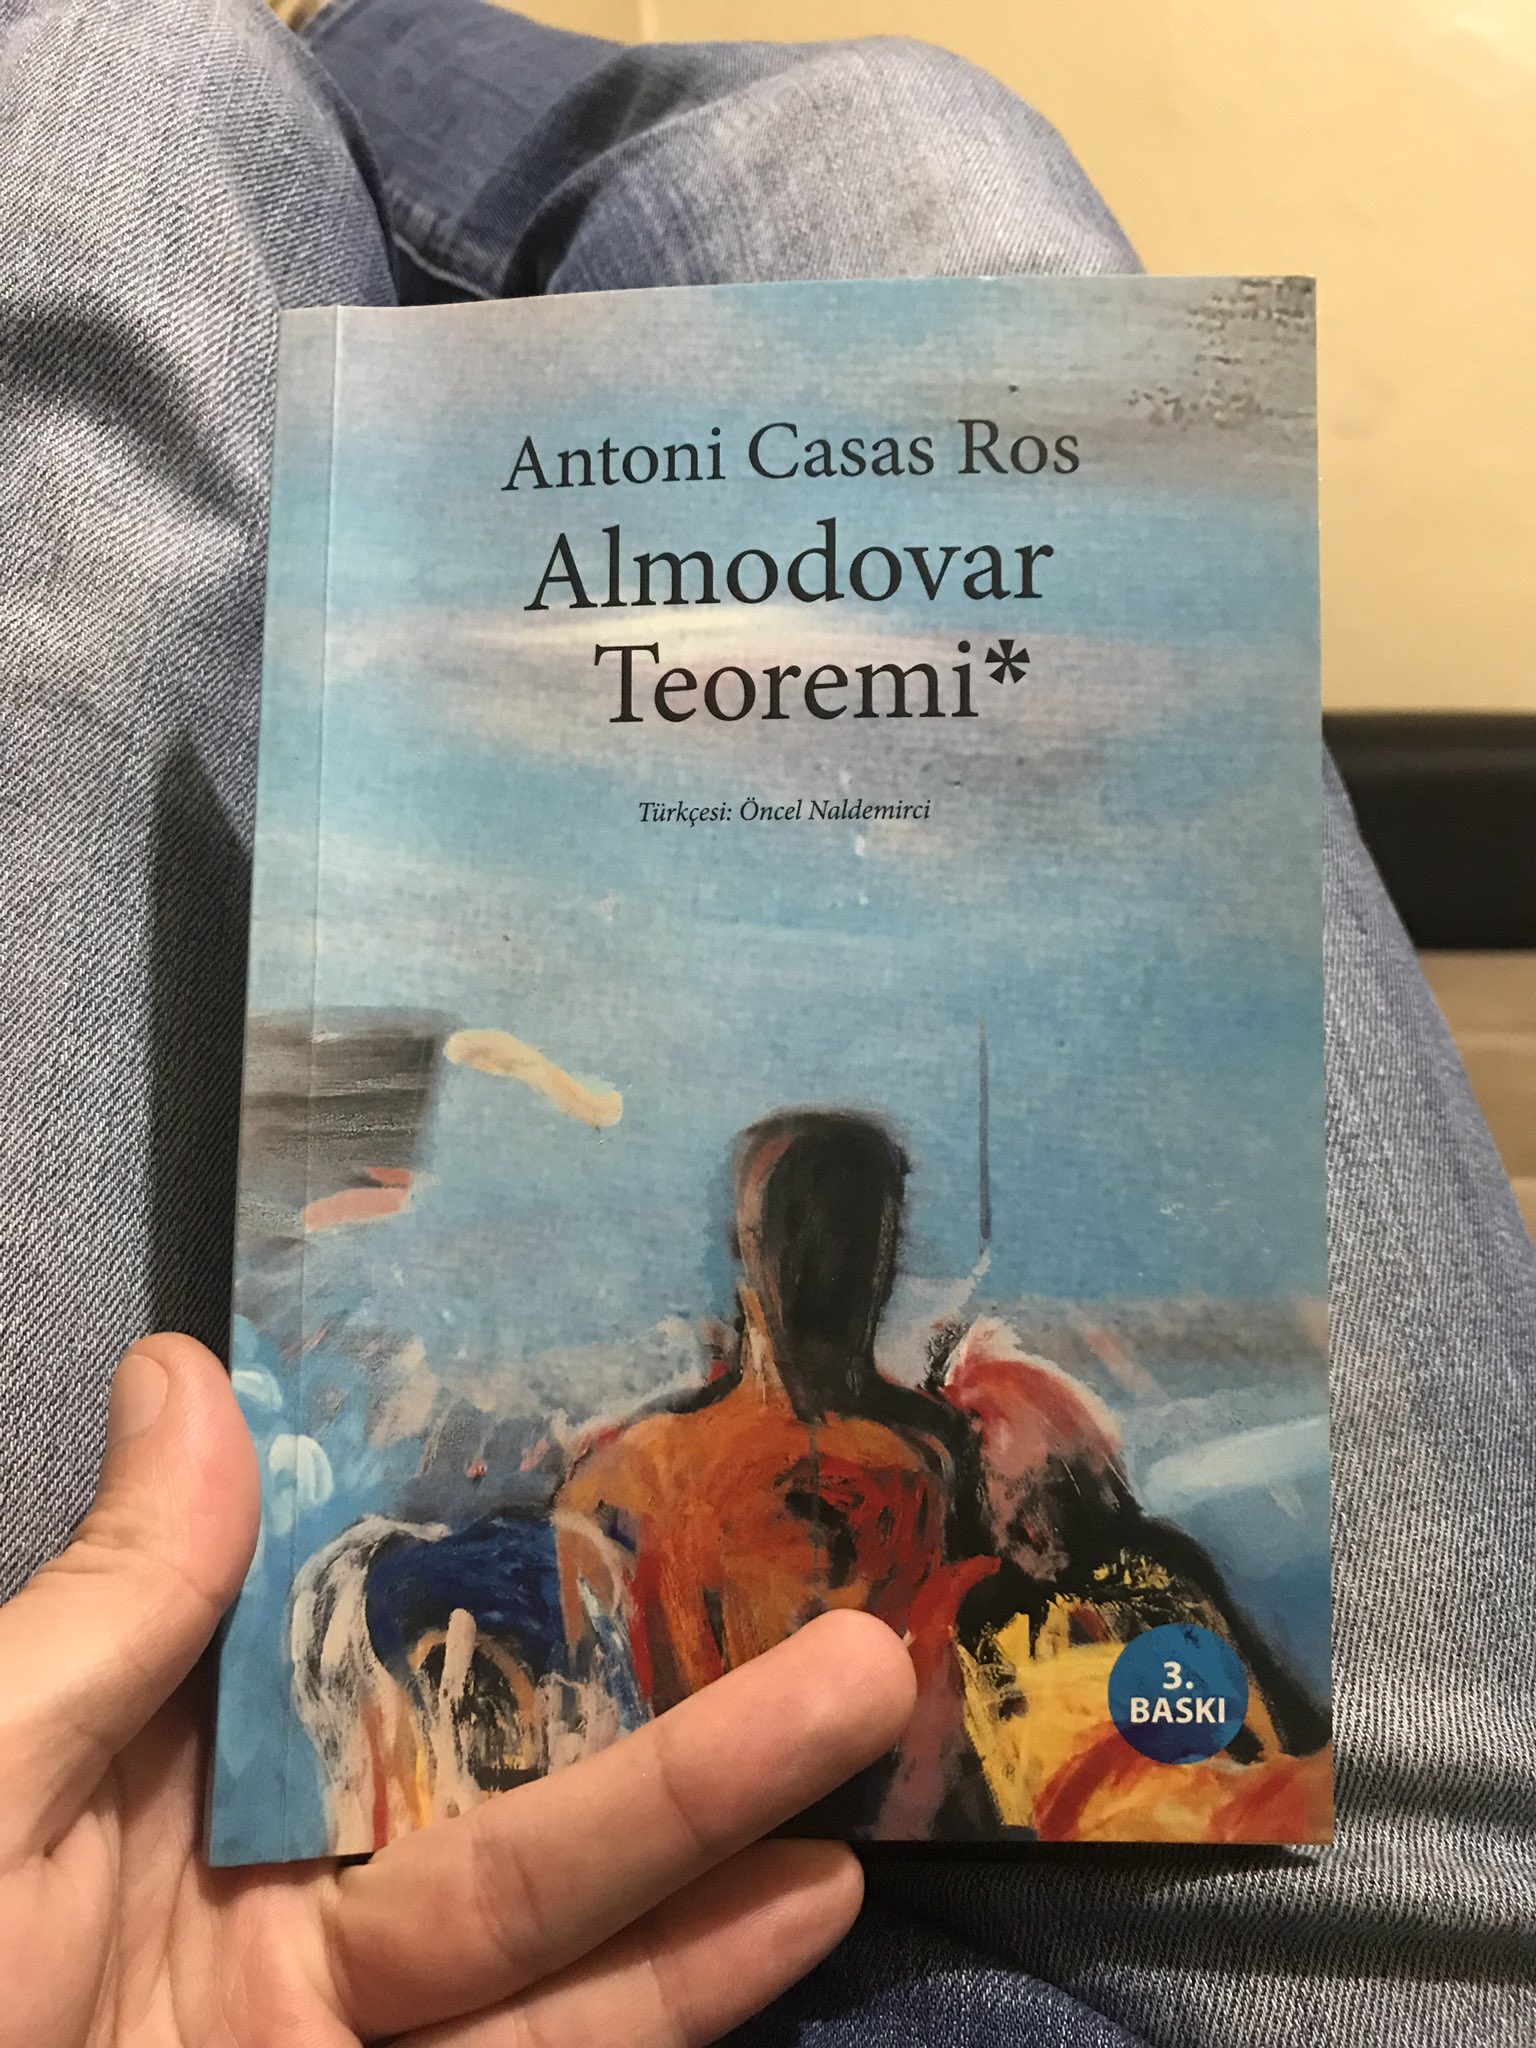 Antoni Casas Ros
Almodovar
Teoremi*
Türkçesi: Öncel Naldemirci
3.
BASKI